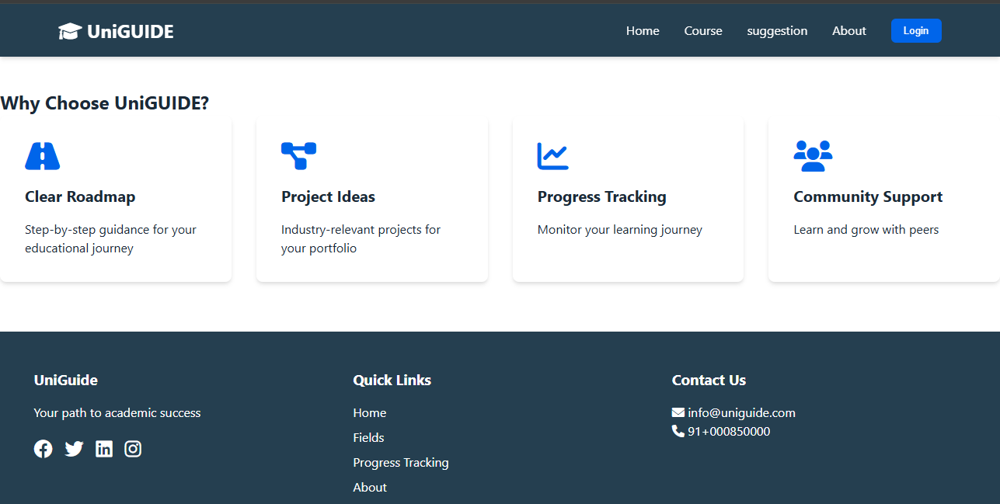 UniGUIDE
Home Course suggestion About Login
Why Choose UniGUIDE?
Clear Roadmap
Step-by-step guidance for your
educational journey
Project Ideas
Industry-relevant projects for
your portfolio
Progress Tracking
Monitor your learning journey
Community Support
Learn and grow with peers
UniGuide
Your path to academic success
Quick Links
Home
Fields
Progress Tracking
About
Contact Us
info@uniguide.com
91+000850000